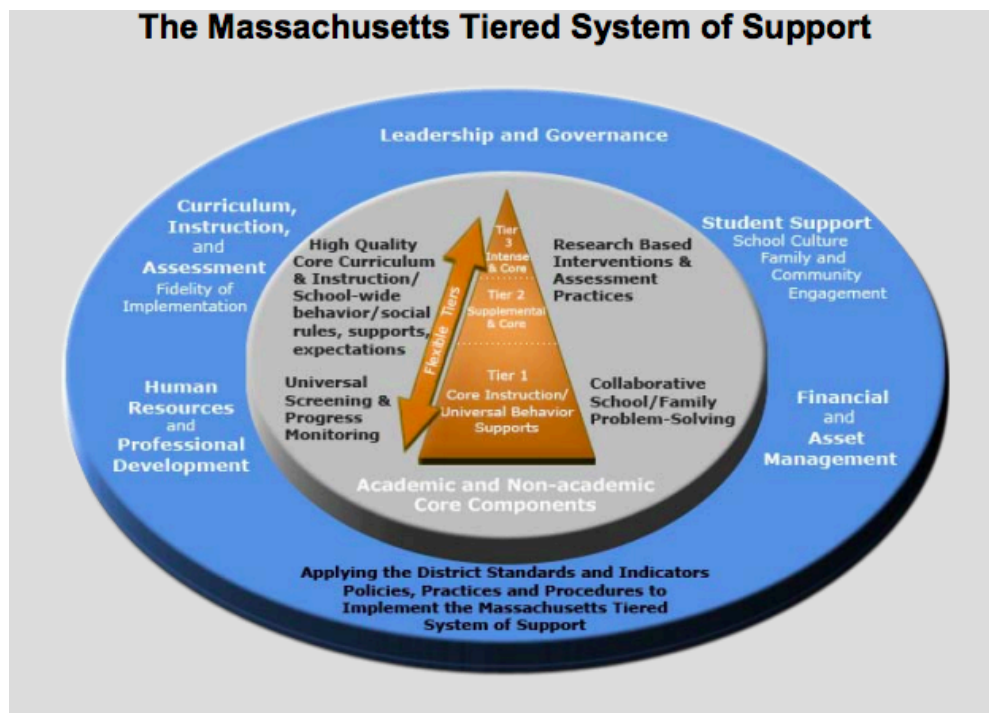 The Massachusetts Tiered System of Support
Leadership and Governance
Curriculum,
Instruction,
and
Assessment
Fidelity of
Implementation
Student Support
School Culture
Family and
Community
Engagement
High Quality
Core Curriculum
& Instruction/
School-wide
behavior/social
rules, supports,
expectations
Flexible Tiers
Tier
3
Intense
& Core
Tier 2
Supplemental
& Core
Tier 1
Core Instruction/
Universal Behavior
Supports
Research Based
Interventions &
Assessment
Practices
Universal
Screening &
Progress
Monitoring
Collaborative
School/Family
Problem-Solving
Human
Resources
and
Professional
Development
Financial
and
Asset
Management
Academic and Non-academic
Core Components
Applying the District Standards and Indicators
Policies, Practices and Procedures to
Implement the Massachusetts Tiered
System of Support